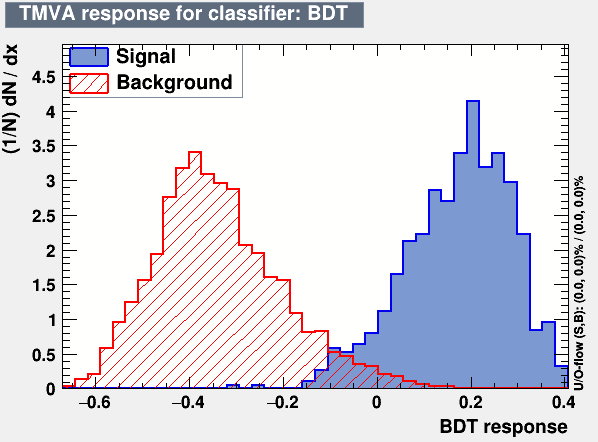 TMVA response for classifier: BDT
Signal
Background
(1/N) dN / dx
4.5
4
3.5
3
2.5
2
1.5
1
0.5
0
−0.6 −0.4 −0.2 0 0.2 0.4
BDT response
U/O-flow (S,B): (0.0, 0.0)% / (0.0, 0.0)%